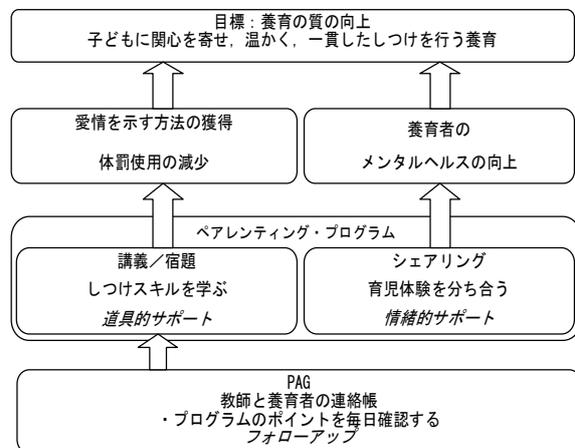 目標：養育の質の向上
子どもに関心を寄せ，温かく，一貫したしつけを行う養育
愛情を示す方法の獲得
体罰使用の減少
養育者の
メンタルヘルスの向上
ペアレンティング・プログラム
講義／宿題
しつけスキルを学ぶ
道具的サポート
シェアリング
育児体験を分ち合う
情緒的サポート
PAG
教師と養育者の連絡帳
・プログラムのポイントを毎日確認する
フォローアップ